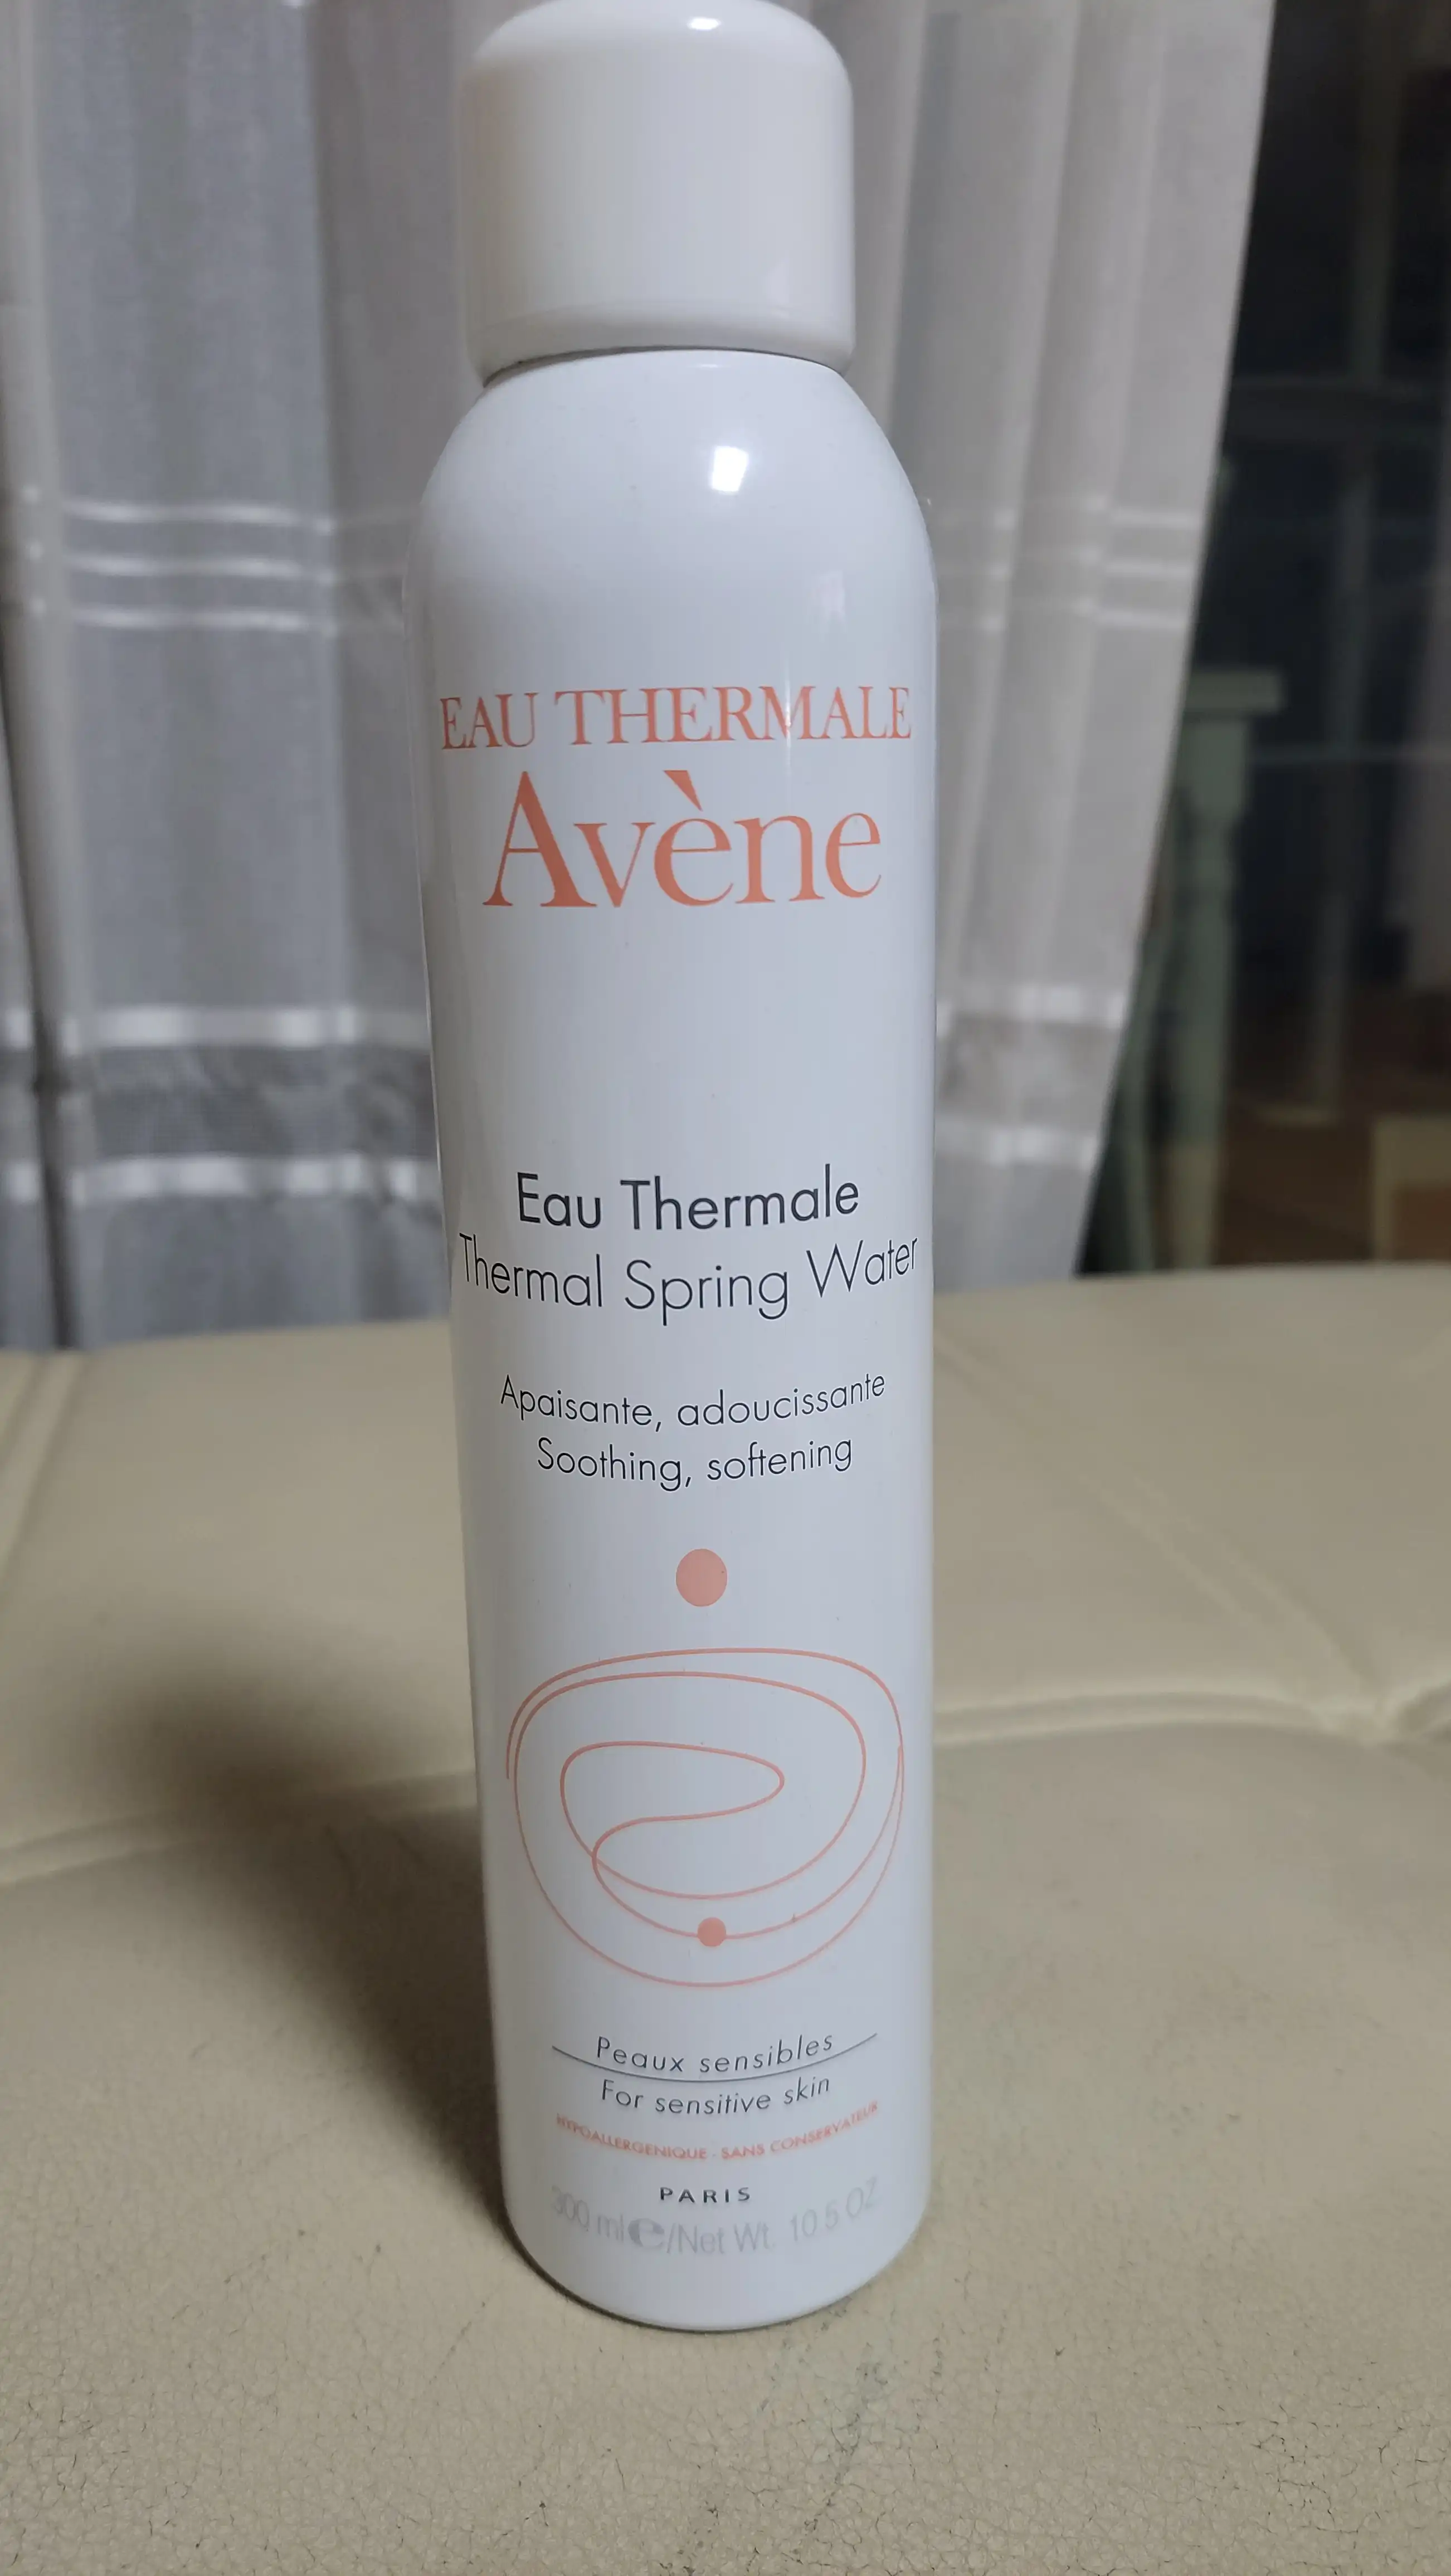 EAU THERMALE
Avène
Eau Thermale
Thermal Spring Water
Apaisante, adoucissante
Soothing, softening
Peaux sensibles
For sensitive skin
HYPOALLERGENIQUE - SANS CONSERVATEUR
PARIS
300 ml e/Net Wt. 10.5 OZ